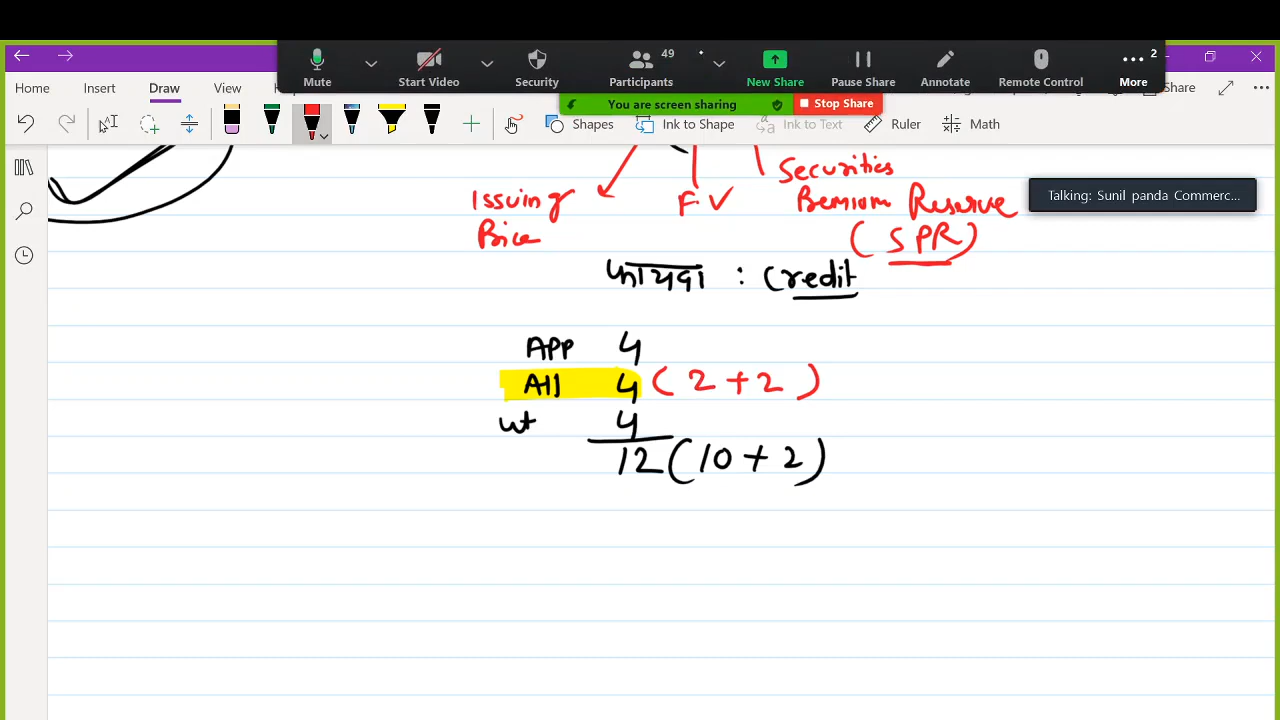 49
2
Mute
Start Video
Security
Participants
New Share
Pause Share
Annotate
Remote Control
More
You are screen sharing
Stop Share
Home
Insert
Draw
View
Share
Shapes
Ink to Shape
Ink to Text
Ruler
Math
Talking: Sunil panda Commerc...
Issuing
Price
F.V
Securities
Premium Reserve
(SPR)
फायदा : Credit
APP 4
All 4 (2+2)
4
12 (10+2)